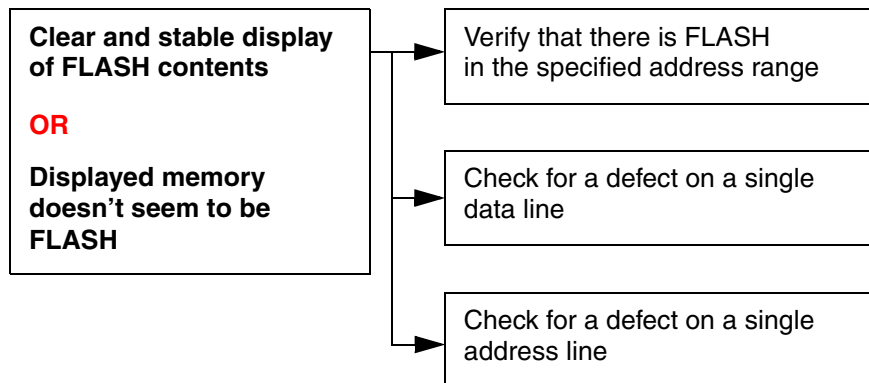 Clear and stable display
of FLASH contents
OR
Displayed memory
doesn't seem to be
FLASH
Verify that there is FLASH
in the specified address range
Check for a defect on a single
data line
Check for a defect on a single
address line